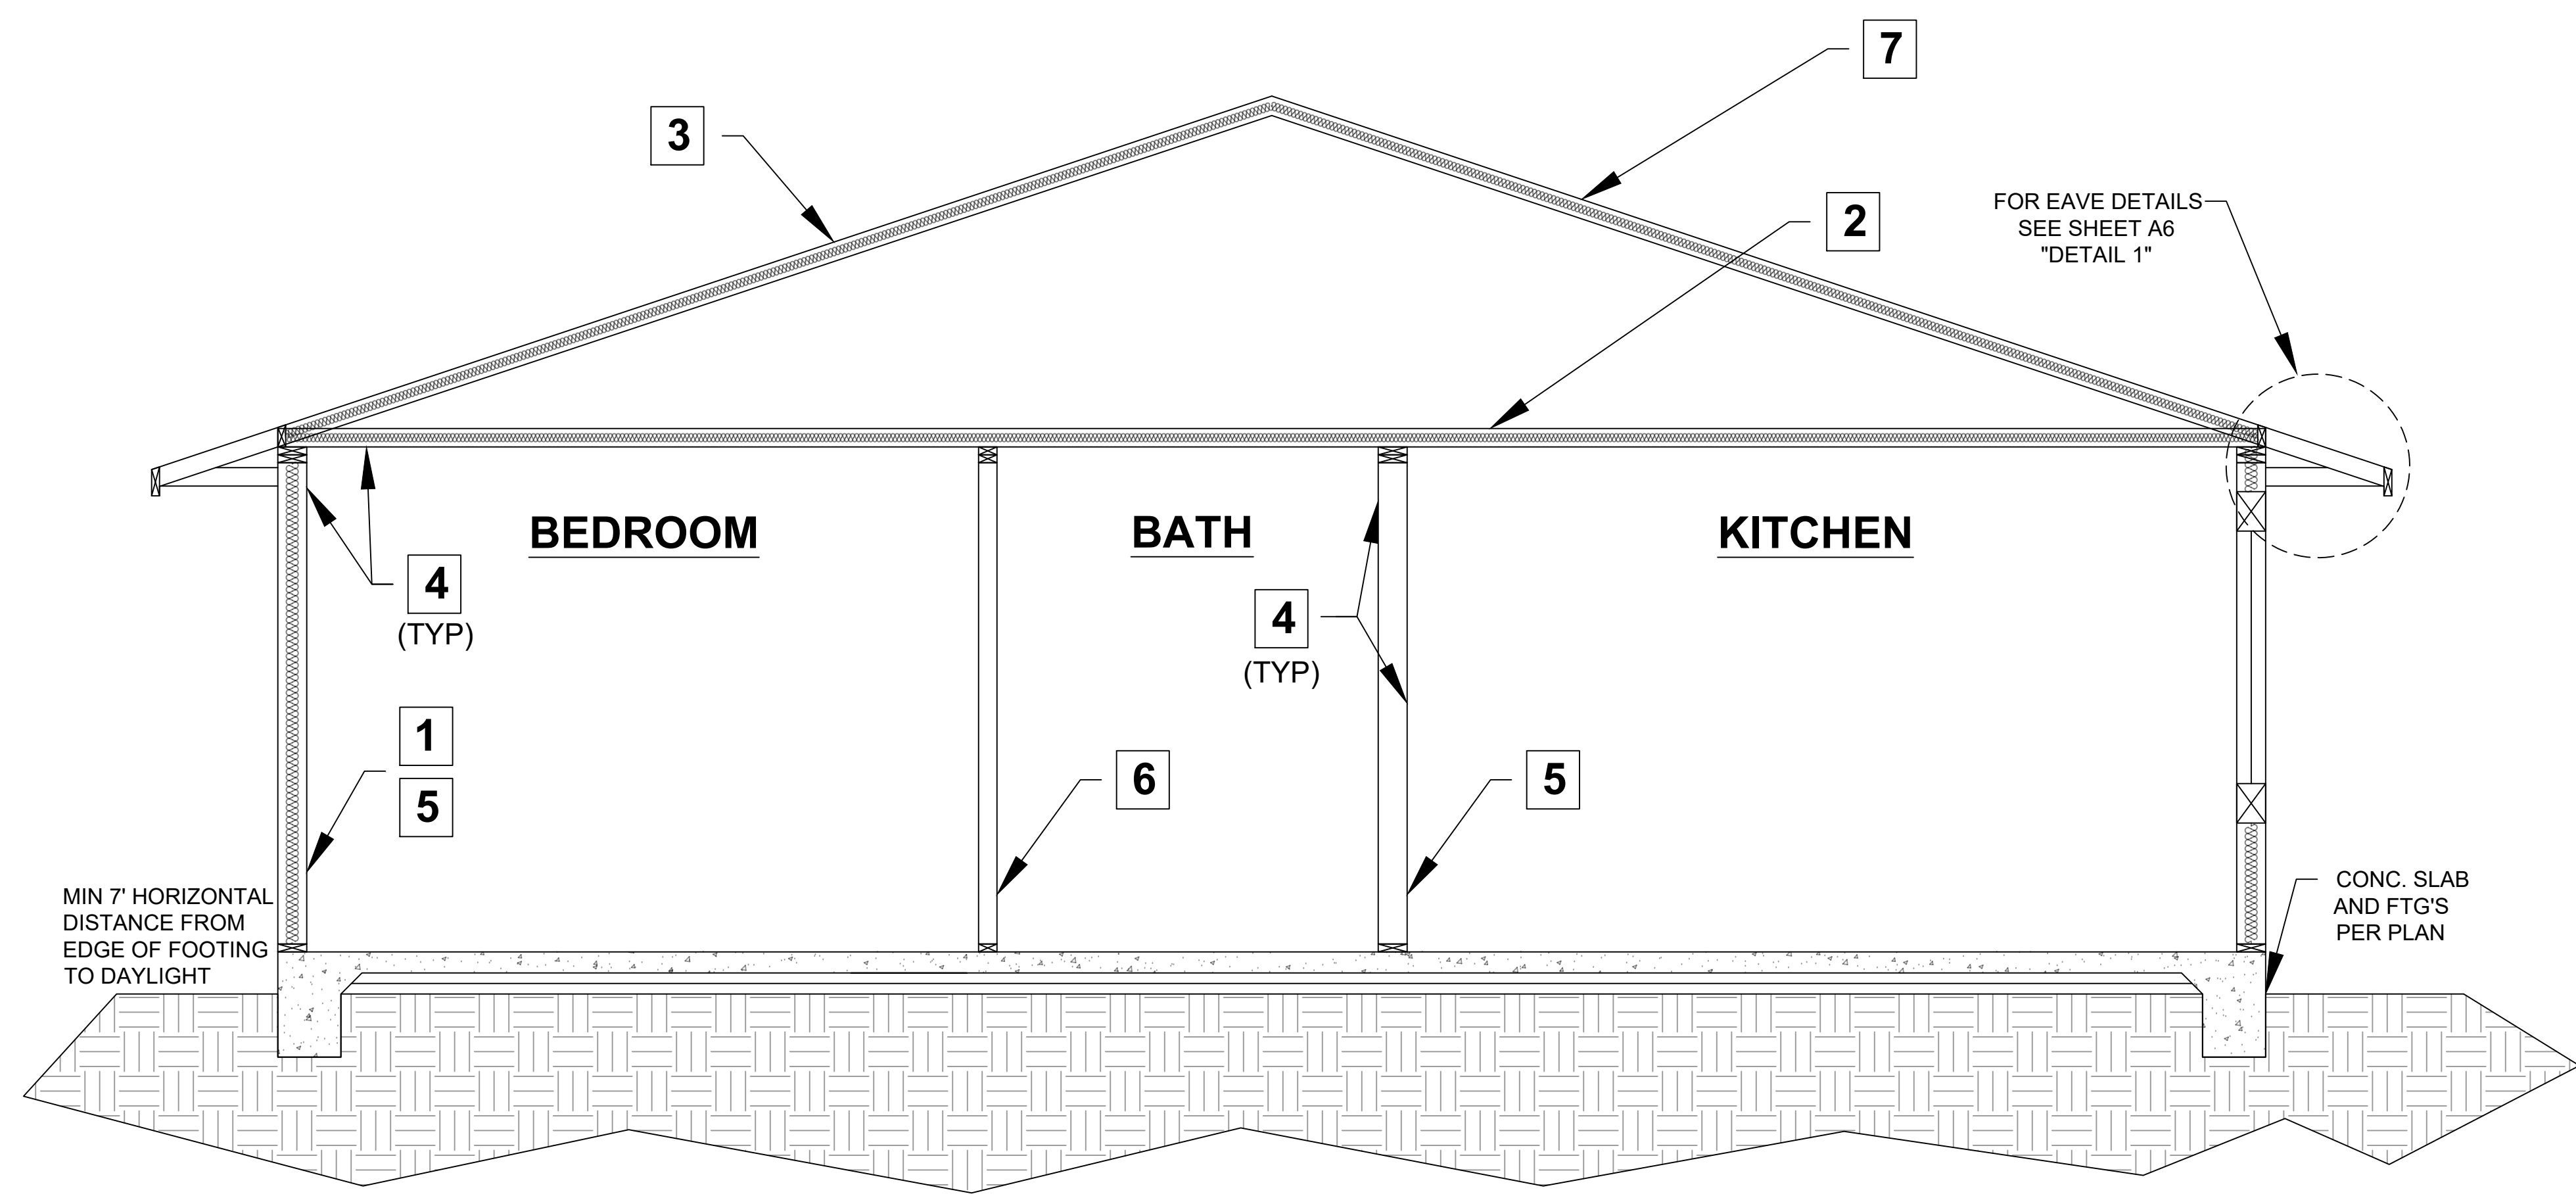 7
3
2
FOR EAVE DETAILS
SEE SHEET A6
"DETAIL 1"
BEDROOM
BATH
KITCHEN
4
(TYP)
4
(TYP)
1
5
6
5
MIN 7' HORIZONTAL
DISTANCE FROM
EDGE OF FOOTING
TO DAYLIGHT
CONC. SLAB
AND FTG'S
PER PLAN